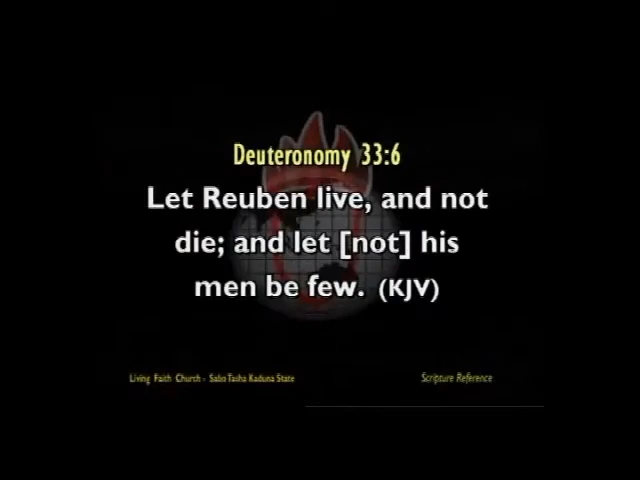 Deuteronomy 33:6
Let Reuben live, and not
die; and let [not] his
men be few. (KJV)
Living Faith Church - Sabo Tasha Kaduna State
Scripture Reference